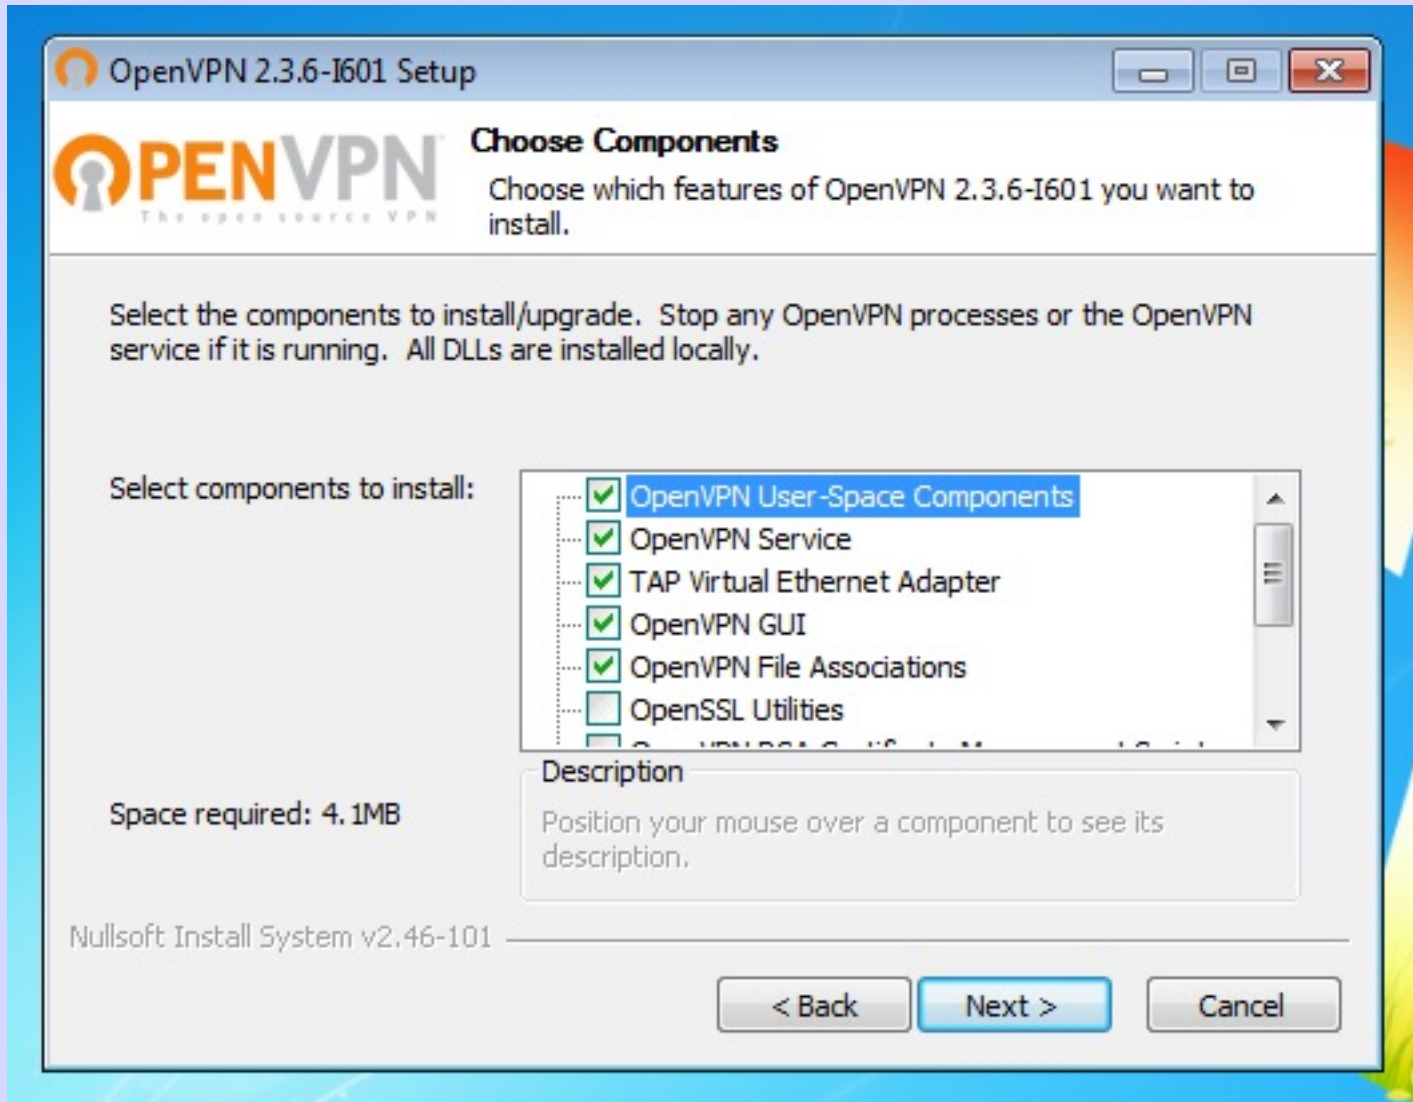 OpenVPN 2.3.6-I601 Setup
OPENVPN
The open source VPN
Choose Components
Choose which features of OpenVPN 2.3.6-I601 you want to
install.
Select the components to install/upgrade.  Stop any OpenVPN processes or the OpenVPN
service if it is running.  All DLLs are installed locally.
Select components to install:
OpenVPN User-Space Components
OpenVPN Service
TAP Virtual Ethernet Adapter
OpenVPN GUI
OpenVPN File Associations
OpenSSL Utilities
Description
Space required: 4.1MB
Position your mouse over a component to see its
description.
Nullsoft Install System v2.46-101
< Back
Next >
Cancel